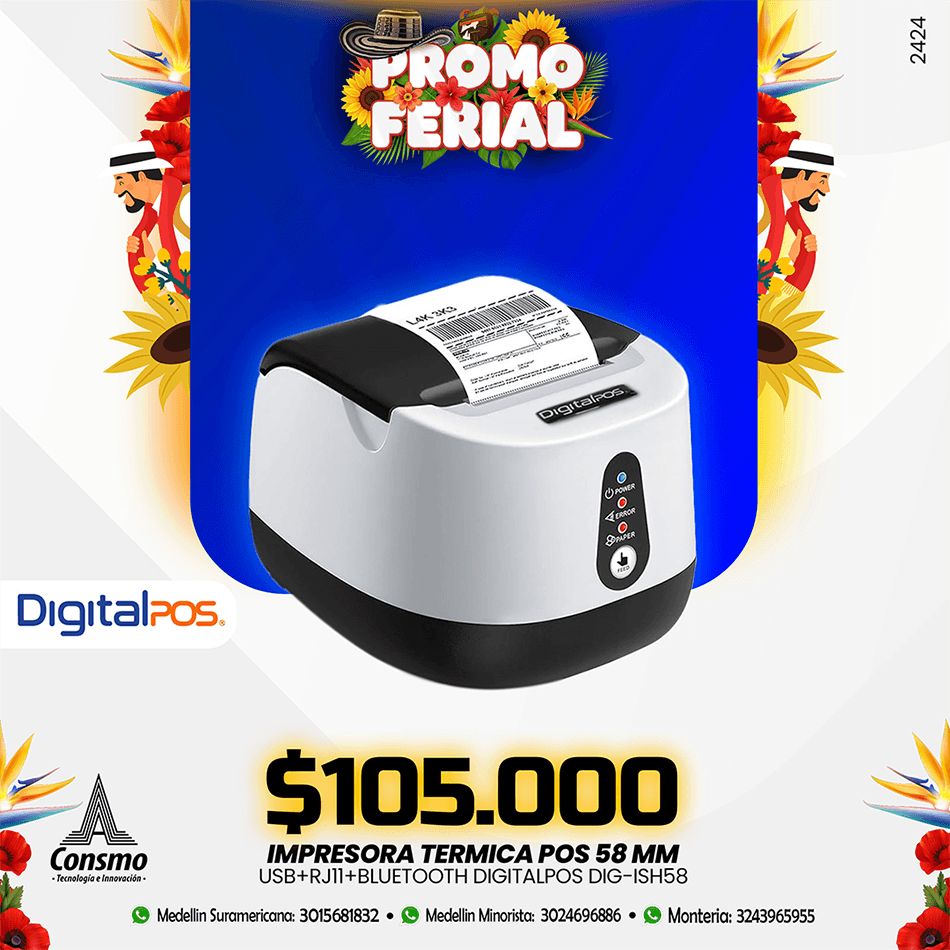 2424
PROMO
FERIAL
L4K 3K3
DigitalPOS
POWER
ERROR
PAPER
FEED
DigitalPOS®
$105.000
IMPRESORA TERMICA POS 58 MM
USB+RJ11+BLUETOOTH DIGITALPOS DIG-ISH58
Consmo
- Tecnología e Innovación -
Medellin Suramericana: 3015681832 • Medellin Minorista: 3024696886 • Monteria: 3243965955